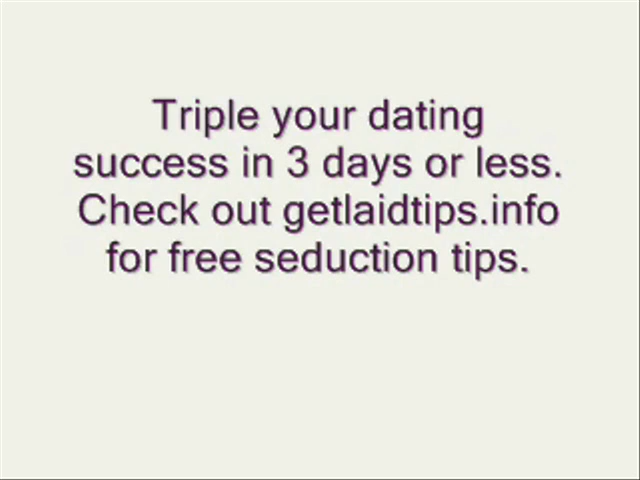 Triple your dating
success in 3 days or less.
Check out getlaidtips.info
for free seduction tips.